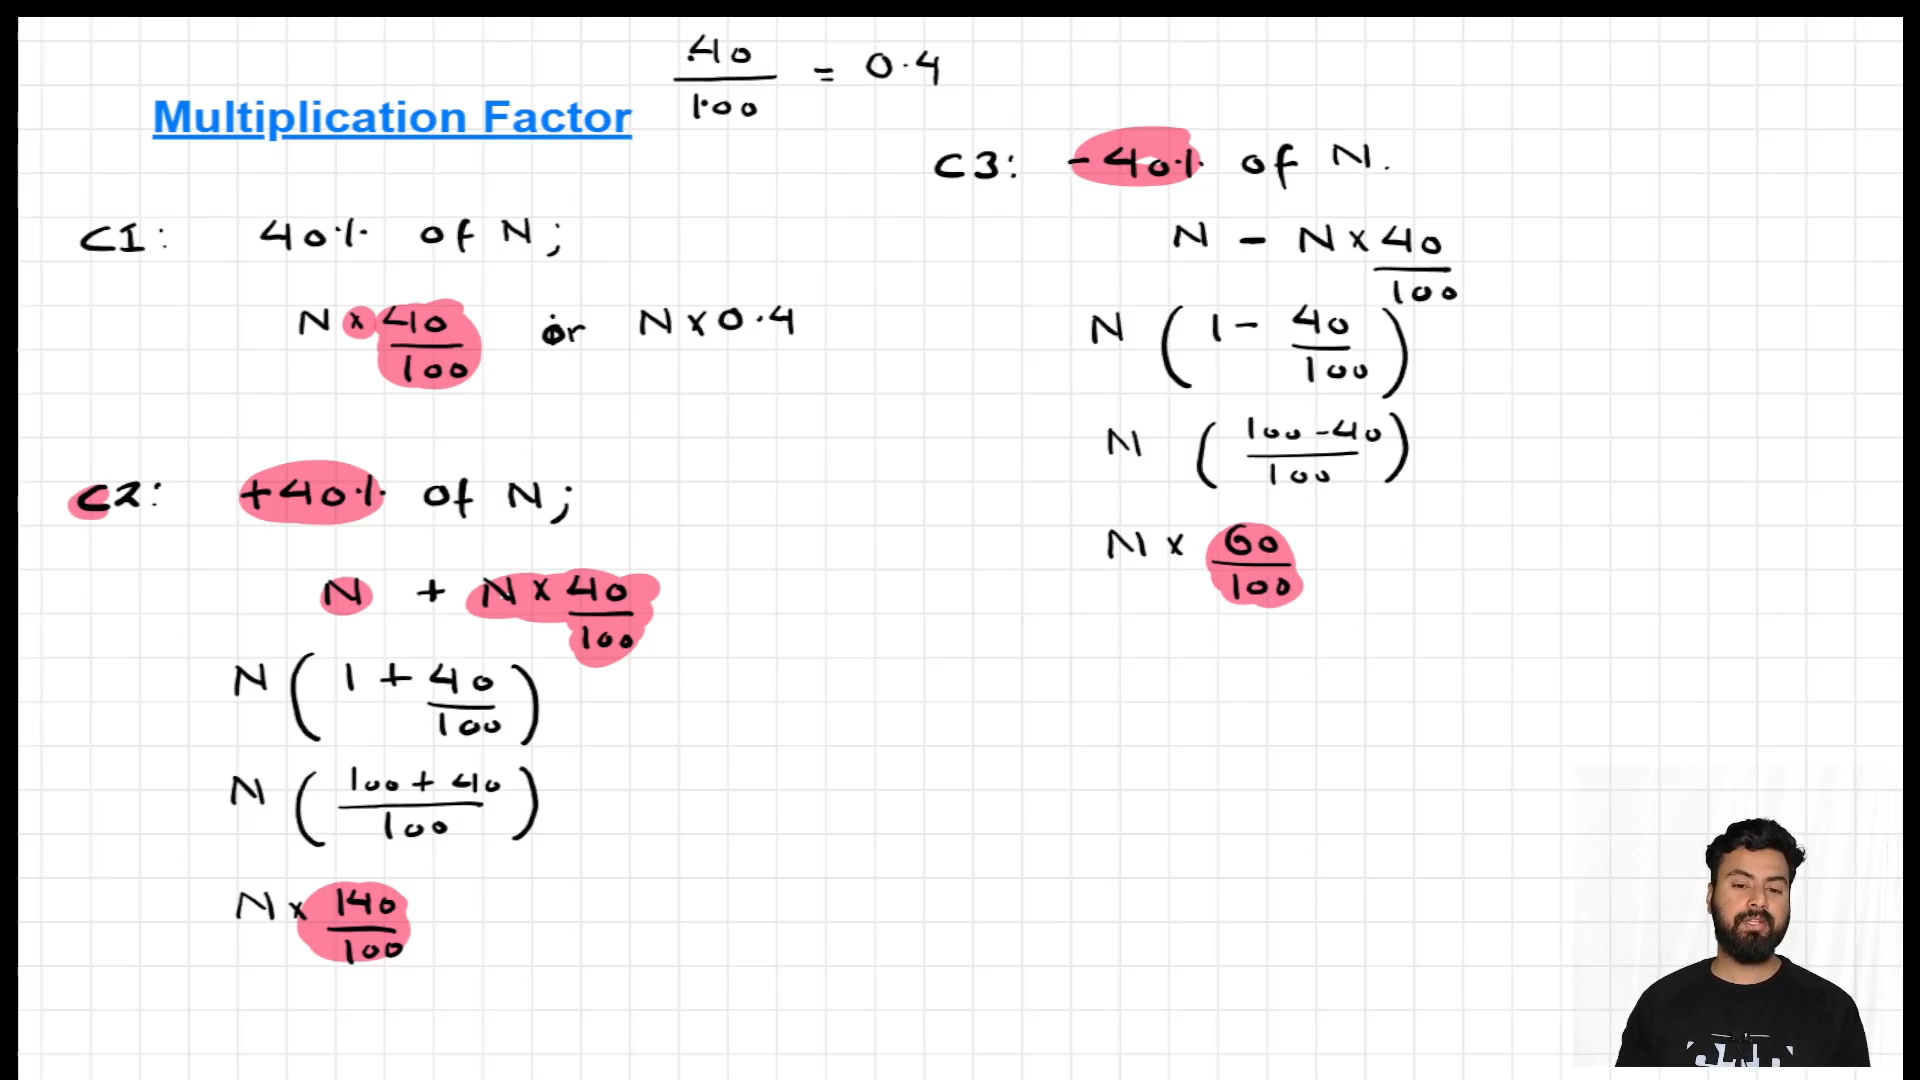 40/100 = 0.4
Multiplication Factor
C1: 40% of N;
N × 40/100 or N × 0.4
C2: +40% of N;
N + N × 40/100
N ( 1 + 40/100 )
N ( 100 + 40 / 100 )
N × 140/100
C3: -40% of N.
N - N × 40/100
N ( 1 - 40/100 )
N ( 100 - 40 / 100 )
N × 60/100